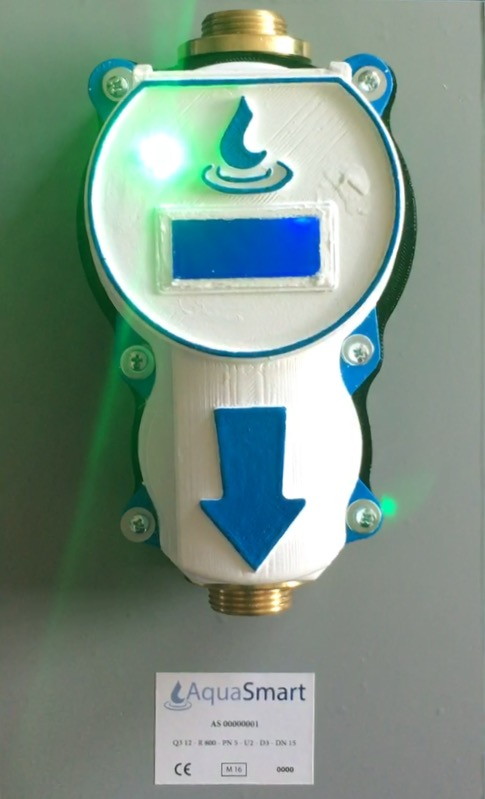 AquaSmart
AS 00000001
Q3 12 - R 800 - PN 5 - U2 - D3 - DN 15
CE M 16 0000